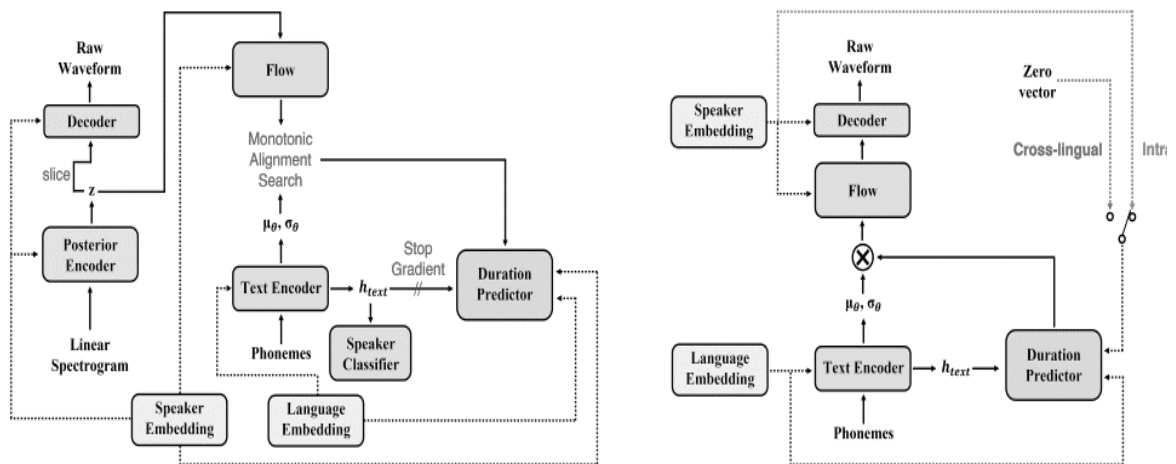 Raw
Waveform
Decoder
slice
z
Posterior
Encoder
Linear
Spectrogram
Flow
Monotonic
Alignment
Search
μθ, σθ
Text Encoder
h_text
Stop
Gradient
//
Duration
Predictor
Phonemes
Speaker
Classifier
Speaker
Embedding
Language
Embedding
Raw
Waveform
Speaker
Embedding
Decoder
Flow
Zero
vector
Cross-lingual
Intra
μθ, σθ
Language
Embedding
Text Encoder
h_text
Duration
Predictor
Phonemes